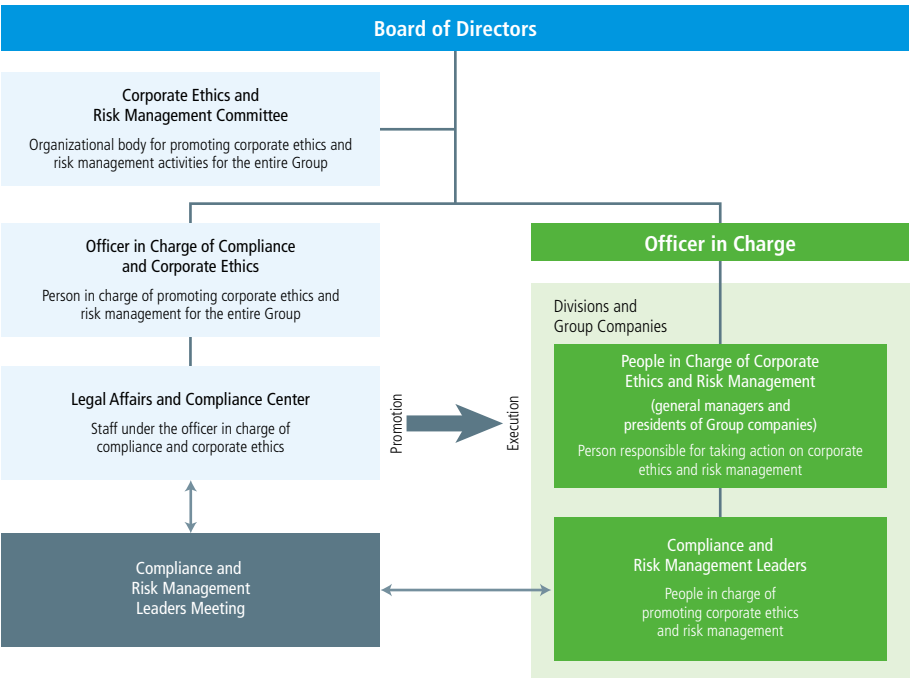 Board of Directors
Corporate Ethics and
Risk Management Committee
Organizational body for promoting corporate ethics and
risk management activities for the entire Group
Officer in Charge of Compliance
and Corporate Ethics
Person in charge of promoting corporate ethics and
risk management for the entire Group
Legal Affairs and Compliance Center
Staff under the officer in charge of
compliance and corporate ethics
Compliance and
Risk Management
Leaders Meeting
Promotion
Execution
Officer in Charge
Divisions and
Group Companies
People in Charge of Corporate
Ethics and Risk Management
(general managers and
presidents of Group companies)
Person responsible for taking action on corporate
ethics and risk management
Compliance and
Risk Management Leaders
People in charge of
promoting corporate ethics
and risk management